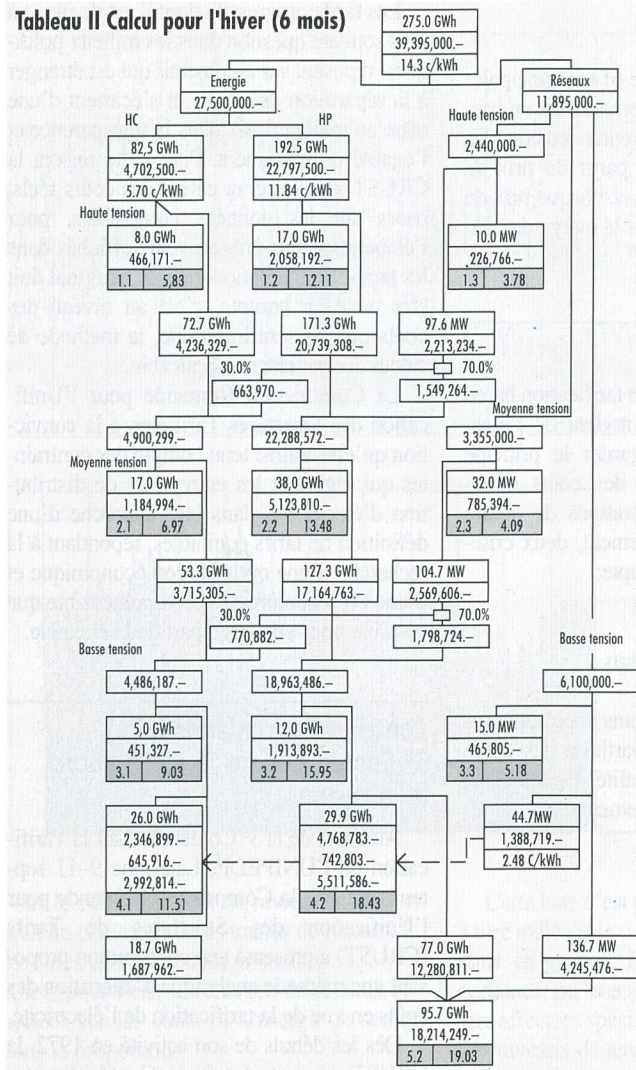 Tableau II Calcul pour l'hiver (6 mois)
275.0 GWh
39,395,000.–
14.3 ¢/kWh
Energie
27,500,000.–
Réseaux
11,895,000.–
HC
HP
Haute tension
82,5 GWh
4,702,500.–
5.70 ¢/kWh
192.5 GWh
22,797,500.–
11.84 ¢/kWh
2,440,000.–
Haute tension
8.0 GWh
466,171.–
1.1 5,83
17,0 GWh
2,058,192.–
1.2 12.11
10.0 MW
226,766.–
1.3 3.78
72.7 GWh
4,236,329.–
171.3 GWh
20,739,308.–
97.6 MW
2,213,234.–
30.0%
70.0%
663,970.–
1,549,264.–
Moyenne tension
4,900,299.–
22,288,572.–
3,355,000.–
Moyenne tension
17.0 GWh
1,184,994.–
2.1 6.97
38,0 GWh
5,123,810.–
2.2 13.48
32.0 MW
785,394.–
2.3 4.09
53.3 GWh
3,715,305.–
127.3 GWh
17,164,763.–
104.7 MW
2,569,606.–
30.0%
70.0%
770,882.–
1,798,724.–
Basse tension
Basse tension
4,486,187.–
18,963,486.–
6,100,000.–
5,0 GWh
451,327.–
3.1 9.03
12,0 GWh
1,913,893.–
3.2 15.95
15.0 MW
465,805.–
3.3 5.18
26.0 GWh
2,346,899.–
645,916.–
2,992,814.–
4.1 11.51
29.9 GWh
4,768,783.–
742,803.–
5,511,586.–
4.2 18.43
44.7MW
1,388,719.–
2.48 ¢/kWh
18.7 GWh
1,687,962.–
77.0 GWh
12,280,811.–
136.7 MW
4,245,476.–
95.7 GWh
18,214,249.–
5.2 19.03